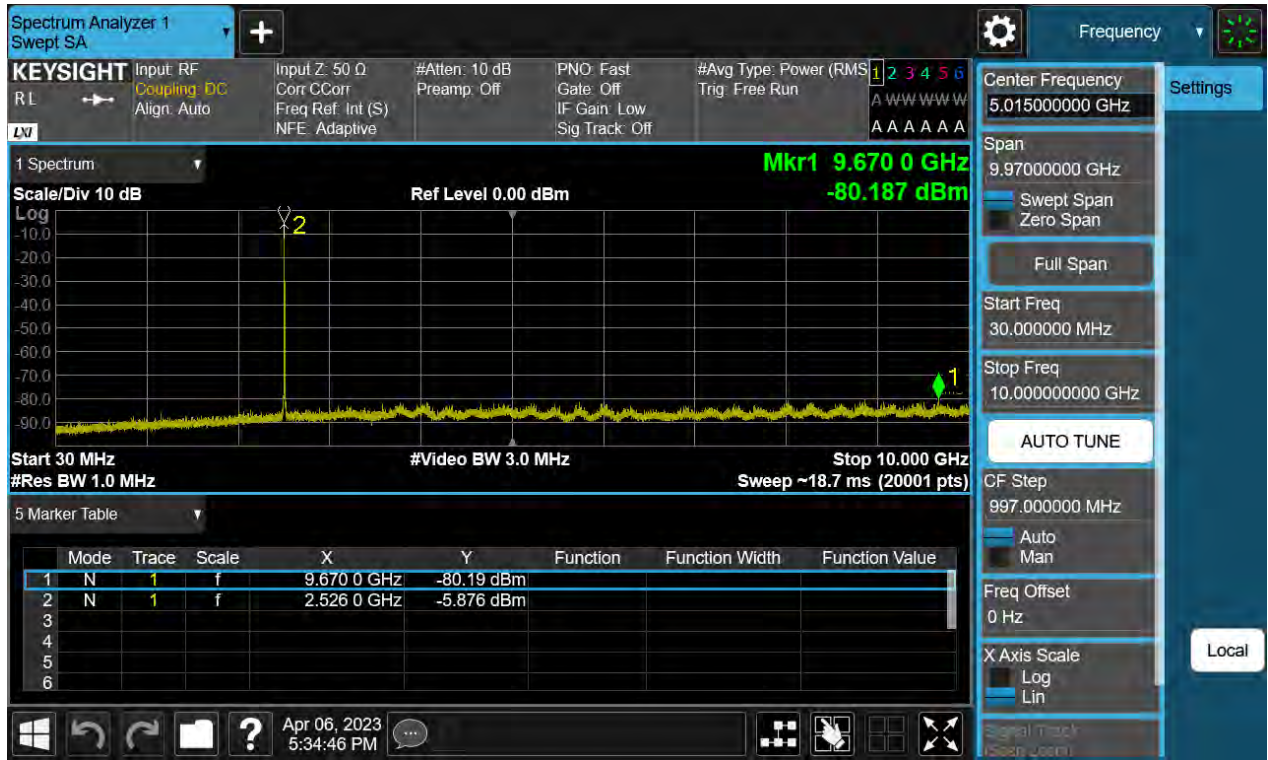 Spectrum Analyzer 1
Swept SA
+
Frequency
KEYSIGHT
RL
LXI
Input: RF
Coupling: DC
Align: Auto
Input Z: 50 Ω
Corr CCorr
Freq Ref: Int (S)
NFE: Adaptive
#Atten: 10 dB
Preamp: Off
PNO: Fast
Gate: Off
IF Gain: Low
Sig Track: Off
#Avg Type: Power (RMS
Trig: Free Run
1 2 3 4 5 6
A W W W W W
A A A A A A
Center Frequency
5.015000000 GHz
Settings
Span
9.97000000 GHz
Swept Span
Zero Span
Full Span
Start Freq
30.000000 MHz
Stop Freq
10.000000000 GHz
AUTO TUNE
CF Step
997.000000 MHz
Auto
Man
Freq Offset
0 Hz
X Axis Scale
Log
Lin
Signal Track
(Span Zoom)
Local
1 Spectrum
Mkr1 9.670 0 GHz
-80.187 dBm
Scale/Div 10 dB
Ref Level 0.00 dBm
Log
-10.0
-20.0
-30.0
-40.0
-50.0
-60.0
-70.0
-80.0
-90.0
2
1
Start 30 MHz
#Video BW 3.0 MHz
Stop 10.000 GHz
#Res BW 1.0 MHz
Sweep ~18.7 ms (20001 pts)
5 Marker Table
Mode Trace Scale X Y Function Function Width Function Value
1 N 1 f 9.670 0 GHz -80.19 dBm
2 N 1 f 2.526 0 GHz -5.876 dBm
3
4
5
6
?
Apr 06, 2023
5:34:46 PM